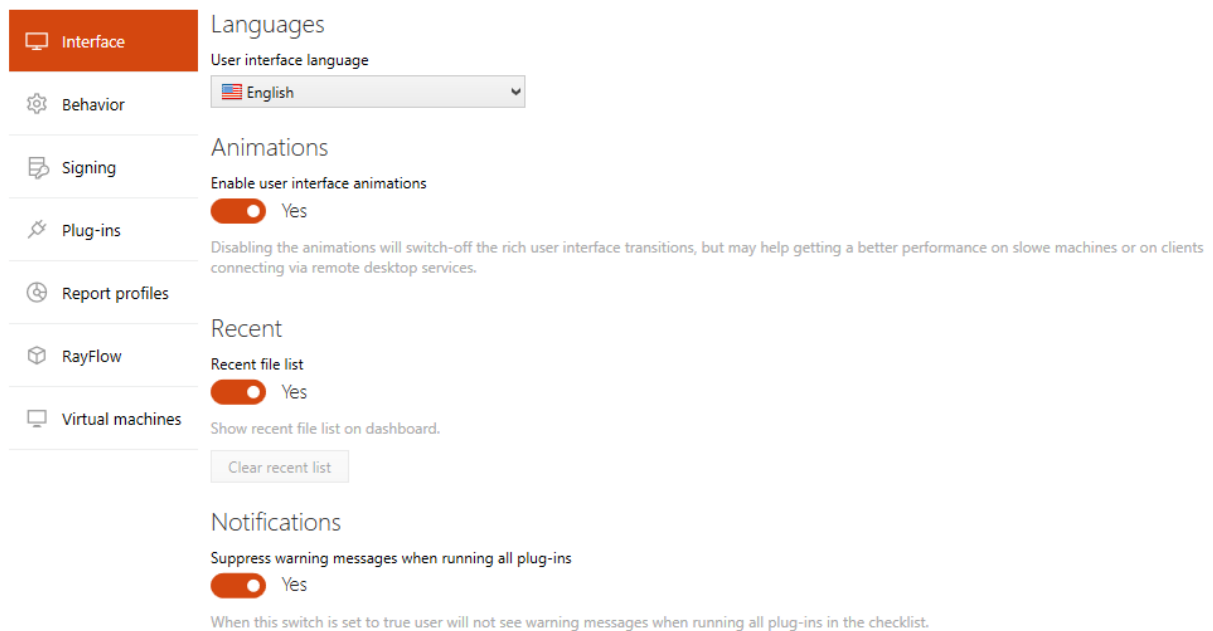 Interface
Behavior
Signing
Plug-ins
Report profiles
RayFlow
Virtual machines
Languages
User interface language
English
Animations
Enable user interface animations
Yes
Disabling the animations will switch-off the rich user interface transitions, but may help getting a better performance on slowe machines or on clients
connecting via remote desktop services.
Recent
Recent file list
Yes
Show recent file list on dashboard.
Clear recent list
Notifications
Suppress warning messages when running all plug-ins
Yes
When this switch is set to true user will not see warning messages when running all plug-ins in the checklist.